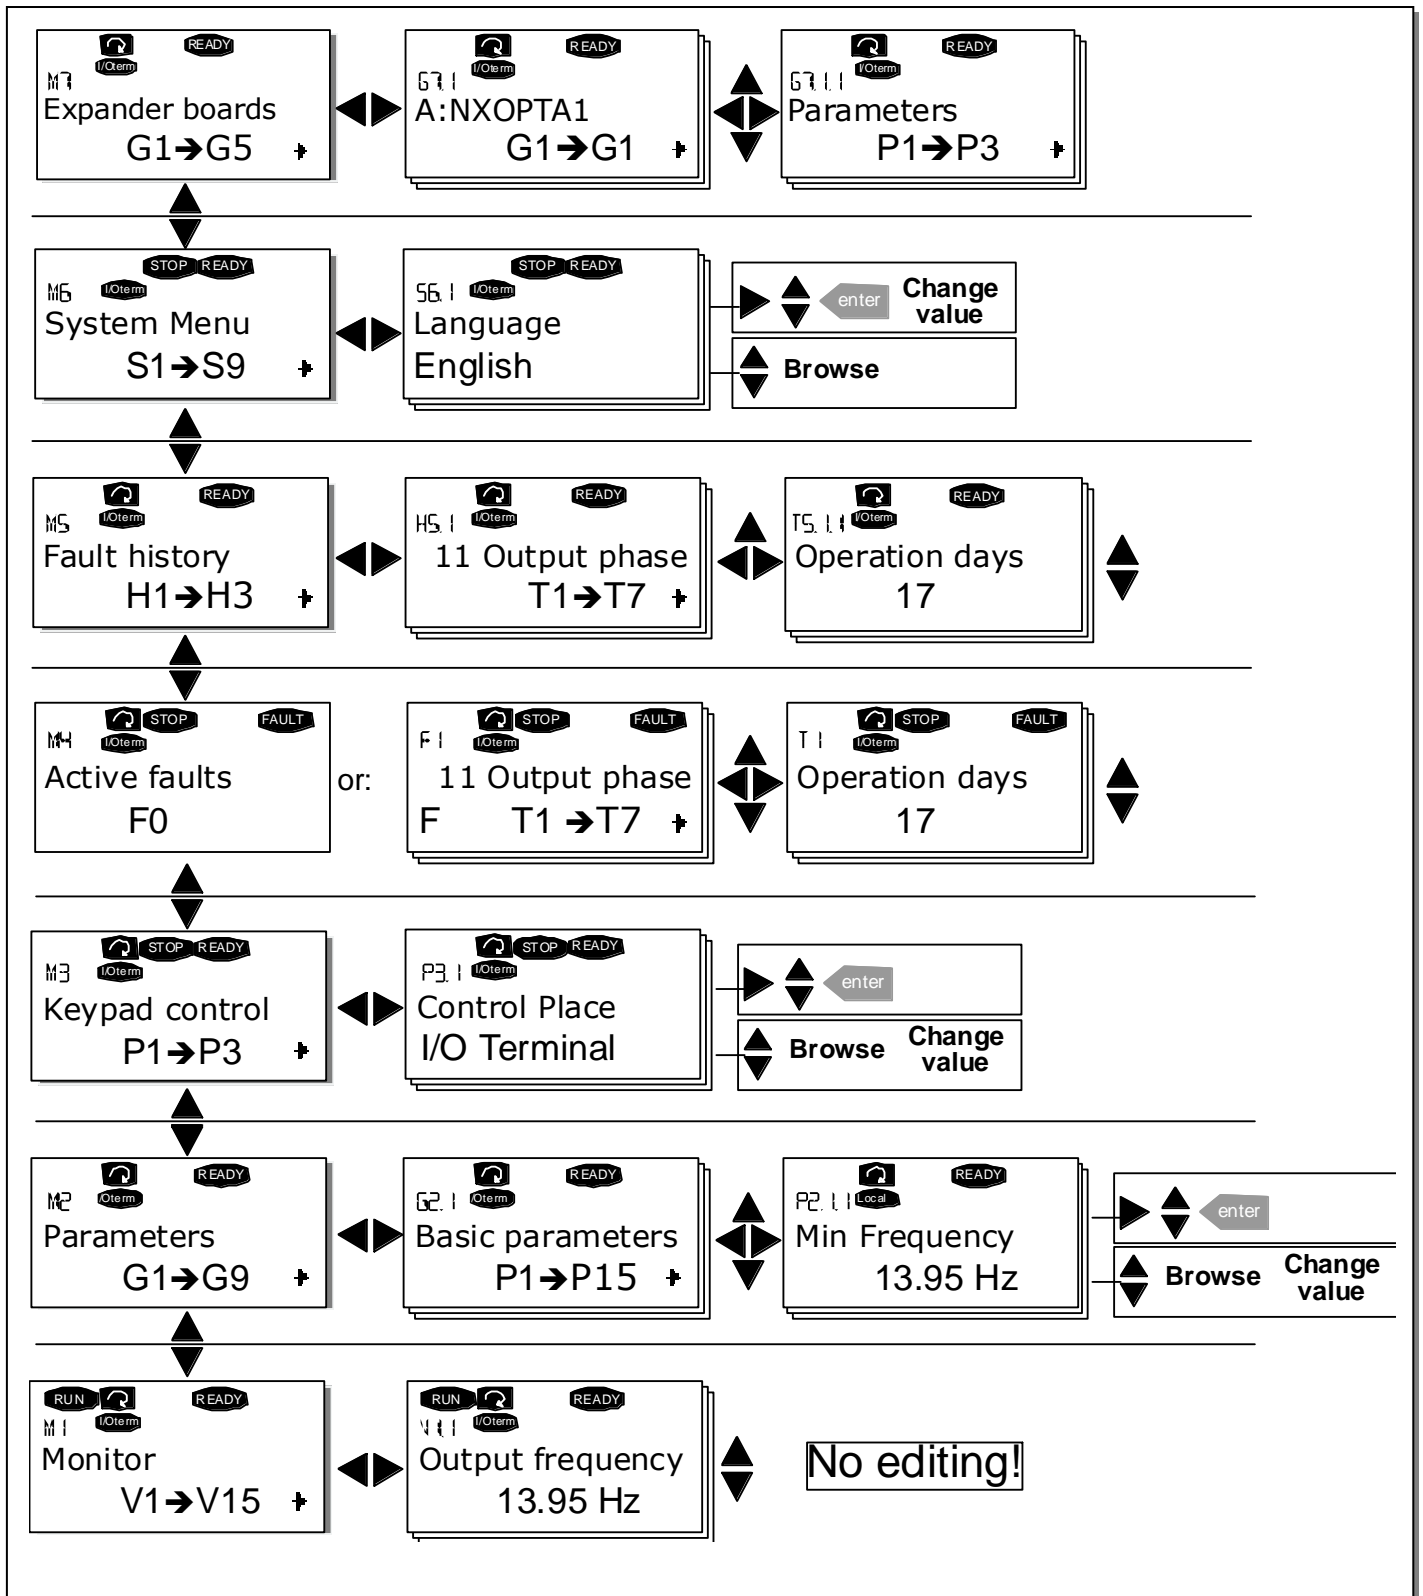 READY
I/Oterm
M7
Expander boards
G1➔G5
READY
I/Oterm
G7.1
A:NXOPTA1
G1➔G1
READY
I/Oterm
G7.1.1
Parameters
P1➔P3
STOP READY
M6 I/Oterm
System Menu
S1➔S9
STOP READY
S6.1 I/Oterm
Language
English
enter
Change
value
Browse
READY
I/Oterm
M5
Fault history
H1➔H3
READY
I/Oterm
H5.1
11 Output phase
T1➔T7
READY
I/Oterm
T5.1.1
Operation days
17
STOP FAULT
M4 I/Oterm
Active faults
F0
or:
STOP FAULT
F1 I/Oterm
11 Output phase
F T1 ➔T7
STOP FAULT
T1 I/Oterm
Operation days
17
STOP READY
M3 I/Oterm
Keypad control
P1➔P3
STOP READY
P3.1 I/Oterm
Control Place
I/O Terminal
enter
Browse
Change
value
READY
M2 I/Oterm
Parameters
G1➔G9
READY
G2.1 I/Oterm
Basic parameters
P1➔P15
READY
P2.1.1 Local
Min Frequency
13.95 Hz
enter
Browse
Change
value
RUN READY
M1 I/Oterm
Monitor
V1➔V15
RUN READY
V1.1 I/Oterm
Output frequency
13.95 Hz
No editing!